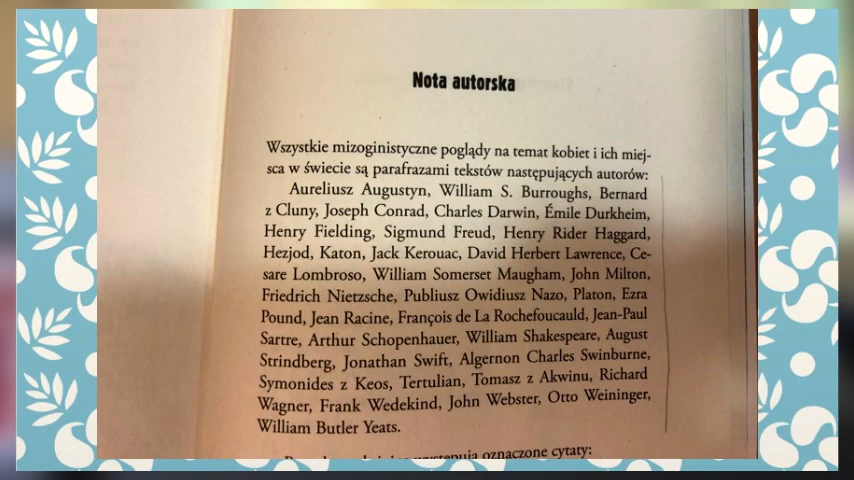 Nota autorska
Wszystkie mizoginistyczne poglądy na temat kobiet i ich miej-
sca w świecie są parafrazami tekstów następujących autorów:
Aureliusz Augustyn, William S. Burroughs, Bernard
z Cluny, Joseph Conrad, Charles Darwin, Émile Durkheim,
Henry Fielding, Sigmund Freud, Henry Rider Haggard,
Hezjod, Katon, Jack Kerouac, David Herbert Lawrence, Ce-
sare Lombroso, William Somerset Maugham, John Milton,
Friedrich Nietzsche, Publiusz Owidiusz Nazo, Platon, Ezra
Pound, Jean Racine, François de La Rochefoucauld, Jean-Paul
Sartre, Arthur Schopenhauer, William Shakespeare, August
Strindberg, Jonathan Swift, Algernon Charles Swinburne,
Symonides z Keos, Tertulian, Tomasz z Akwinu, Richard
Wagner, Frank Wedekind, John Webster, Otto Weininger,
William Butler Yeats.
występują oznaczone cytaty: